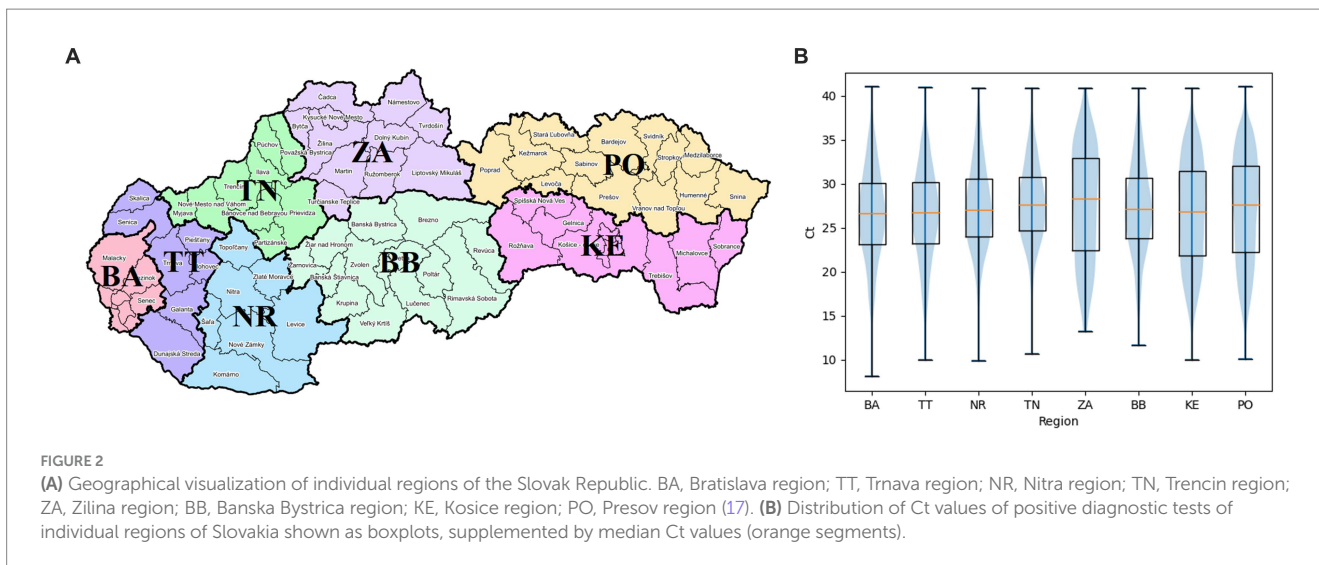 A
B
Čadca
Námestovo
Kysucké Nové Mesto
Bytča
Tvrdošín
Žilina
Dolný Kubín
ZA
Púchov
Považská Bystrica
Martin
Ružomberok
Liptovský Mikuláš
Ilava
Trenčín
TN
Turčianske Teplice
Nové Mesto nad Váhom
Myjava
Bánovce nad Bebravou
Prievidza
Partizánske
Stará Ľubovňa
Bardejov
Svidník
Kežmarok
Stropkov
Medzilaborce
Poprad
Sabinov
PO
Levoča
Prešov
Humenné
Snina
Vranov nad Topľou
Spišská Nová Ves
Gelnica
Rožňava
Košice -
KE
Michalovce
Sobrance
Trebišov
Skalica
Senica
Piešťany
TT
Malacky
BA
Senec
Galanta
Dunajská Streda
Topoľčany
Zlaté Moravce
Nitra
NR
Šaľa
Levice
Nové Zámky
Komárno
Banská Bystrica
Brezno
Žiar nad Hronom
Žarnovica
Zvolen
BB
Revúca
Banská Štiavnica
Poltár
Krupina
Lučenec
Rimavská Sobota
Veľký Krtíš
Ct
40
35
30
25
20
15
10
BA TT NR TN ZA BB KE PO
Region
FIGURE 2
(A) Geographical visualization of individual regions of the Slovak Republic. BA, Bratislava region; TT, Trnava region; NR, Nitra region; TN, Trencin region;
ZA, Zilina region; BB, Banska Bystrica region; KE, Kosice region; PO, Presov region (17). (B) Distribution of Ct values of positive diagnostic tests of
individual regions of Slovakia shown as boxplots, supplemented by median Ct values (orange segments).